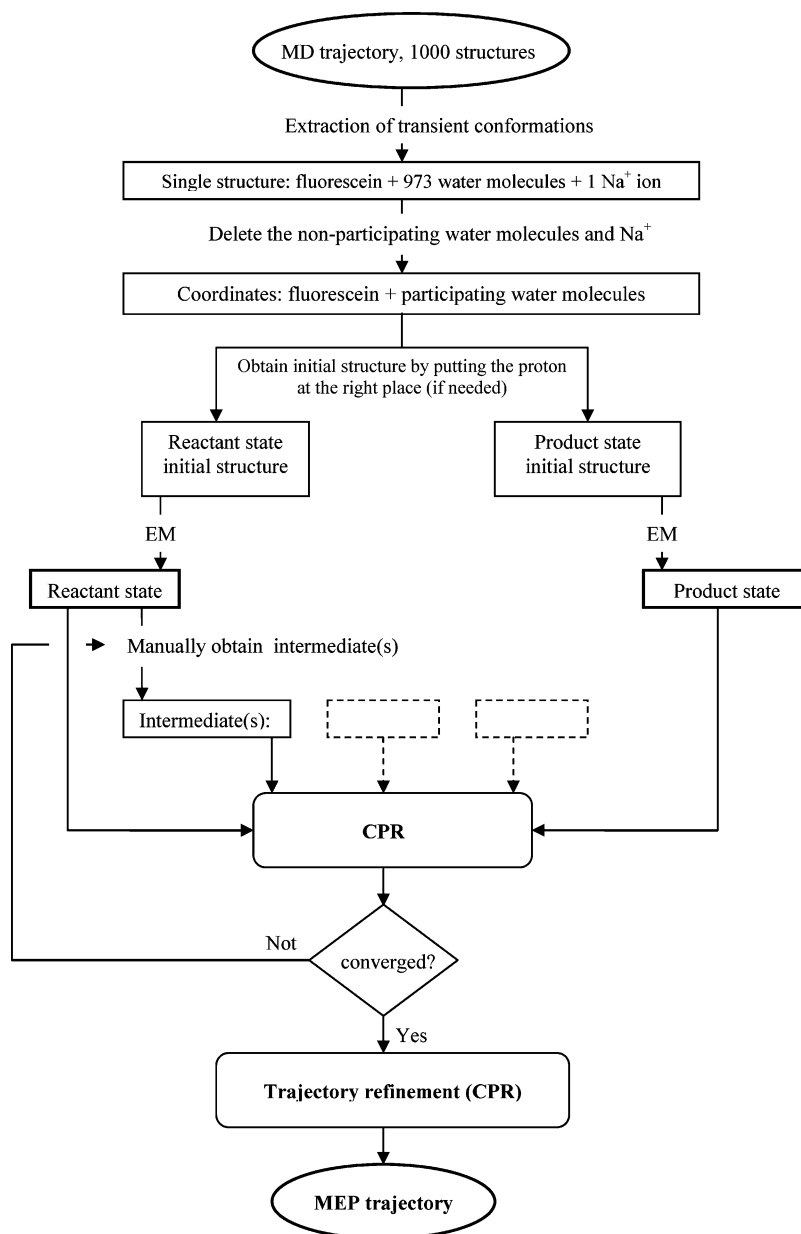 MD trajectory, 1000 structures
Extraction of transient conformations
Single structure: fluorescein + 973 water molecules + 1 Na⁺ ion
Delete the non-participating water molecules and Na⁺
Coordinates: fluorescein + participating water molecules
Obtain initial structure by putting the proton
at the right place (if needed)
Reactant state
initial structure
Product state
initial structure
EM
EM
Reactant state
Product state
Manually obtain intermediate(s)
Intermediate(s):
CPR
Not
converged?
Yes
Trajectory refinement (CPR)
MEP trajectory